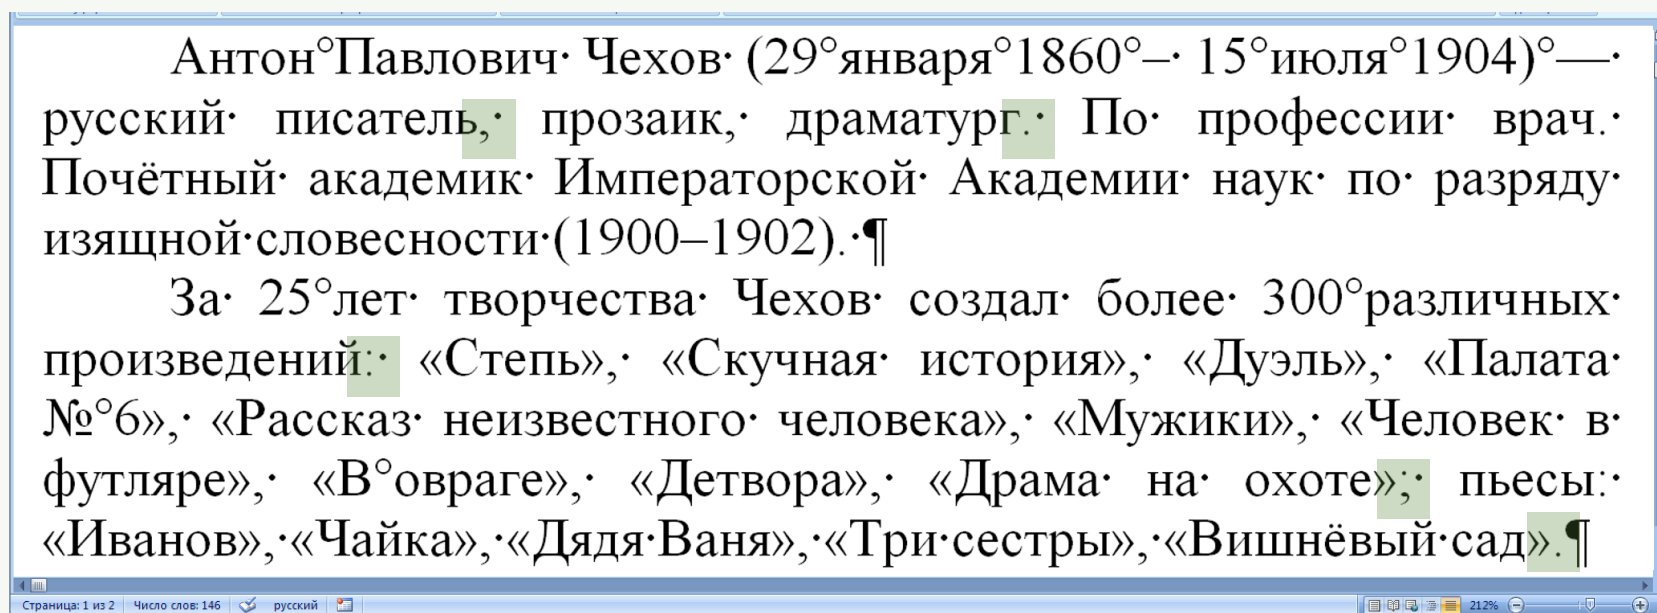 Антон°Павлович· Чехов· (29°января°1860°–· 15°июля°1904)°—·
русский· писатель,· прозаик,· драматург.· По· профессии· врач.·
Почётный· академик· Императорской· Академии· наук· по· разряду·
изящной·словесности·(1900–1902).·¶
За· 25°лет· творчества· Чехов· создал· более· 300°различных·
произведений:· «Степь»,· «Скучная· история»,· «Дуэль»,· «Палата·
№°6»,· «Рассказ· неизвестного· человека»,· «Мужики»,· «Человек· в·
футляре»,· «В°овраге»,· «Детвора»,· «Драма· на· охоте»;· пьесы:·
«Иванов»,·«Чайка»,·«Дядя·Ваня»,·«Три·сестры»,·«Вишнёвый·сад».¶
Страница: 1 из 2 Число слов: 146 русский 212%